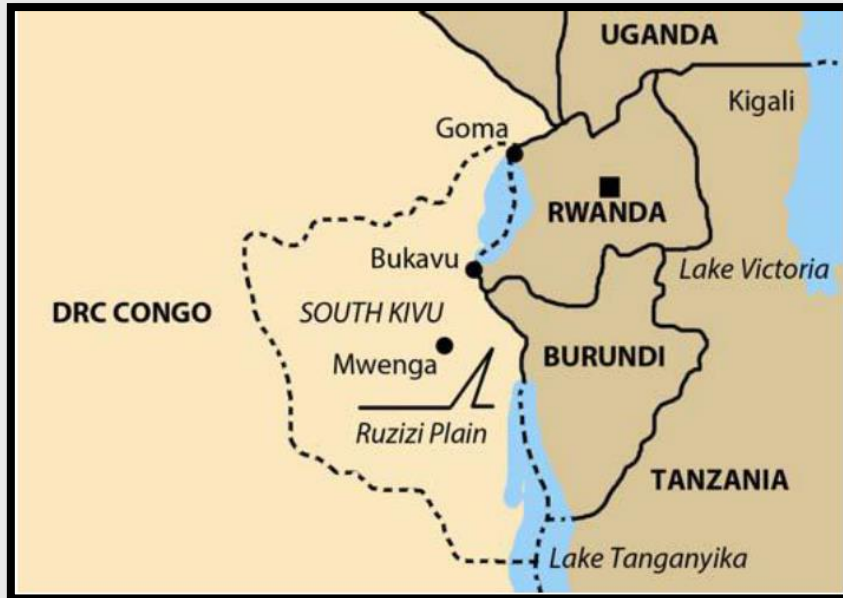 UGANDA
Kigali
Goma
RWANDA
Bukavu
Lake Victoria
DRC CONGO
SOUTH KIVU
Mwenga
BURUNDI
Ruzizi Plain
TANZANIA
Lake Tanganyika